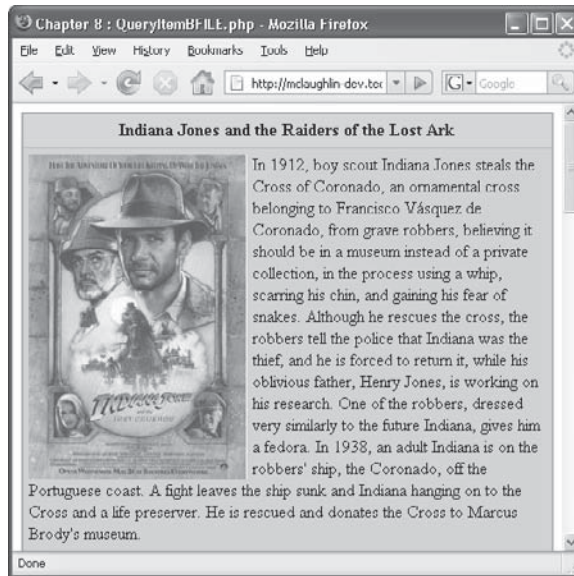 Chapter 8 : QueryItemBFILE.php - Mozilla Firefox
File Edit View History Bookmarks Tools Help
http://mclaughlin-dev.tec
G Google
Indiana Jones and the Raiders of the Lost Ark
INDIANA JONES
and the
LAST CRUSADE
In 1912, boy scout Indiana Jones steals the
Cross of Coronado, an ornamental cross
belonging to Francisco Vásquez de
Coronado, from grave robbers, believing it
should be in a museum instead of a private
collection, in the process using a whip,
scarring his chin, and gaining his fear of
snakes. Although he rescues the cross, the
robbers tell the police that Indiana was the
thief, and he is forced to return it, while his
oblivious father, Henry Jones, is working on
his research. One of the robbers, dressed
very similarly to the future Indiana, gives him
a fedora. In 1938, an adult Indiana is on the
robbers' ship, the Coronado, off the
Portuguese coast. A fight leaves the ship sunk and Indiana hanging on to the
Cross and a life preserver. He is rescued and donates the Cross to Marcus
Brody's museum.
Done